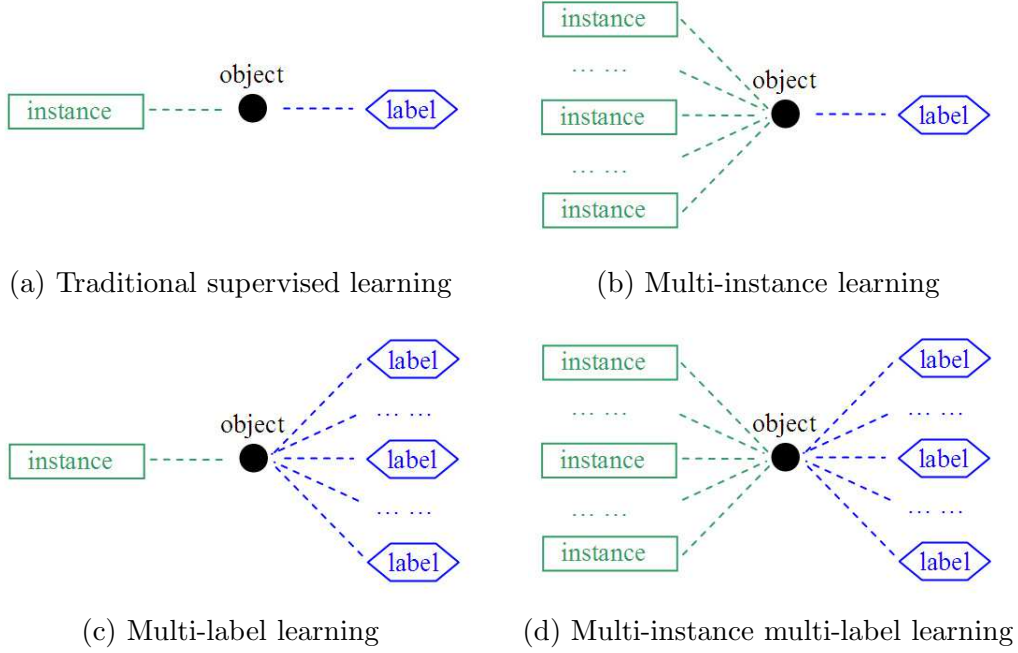 object
instance
label
(a) Traditional supervised learning
instance
... ...
object
instance
label
... ...
instance
(b) Multi-instance learning
label
... ...
object
instance
label
... ...
label
(c) Multi-label learning
instance
label
... ...
... ...
object
instance
label
... ...
... ...
instance
label
(d) Multi-instance multi-label learning